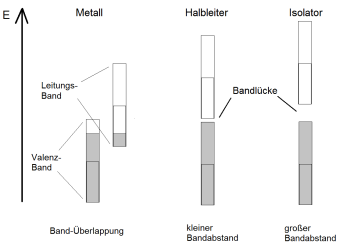 E
Metall
Halbleiter
Isolator
Leitungs-
Band
Bandlücke
Valenz-
Band
Band-Überlappung
kleiner
Bandabstand
großer
Bandabstand